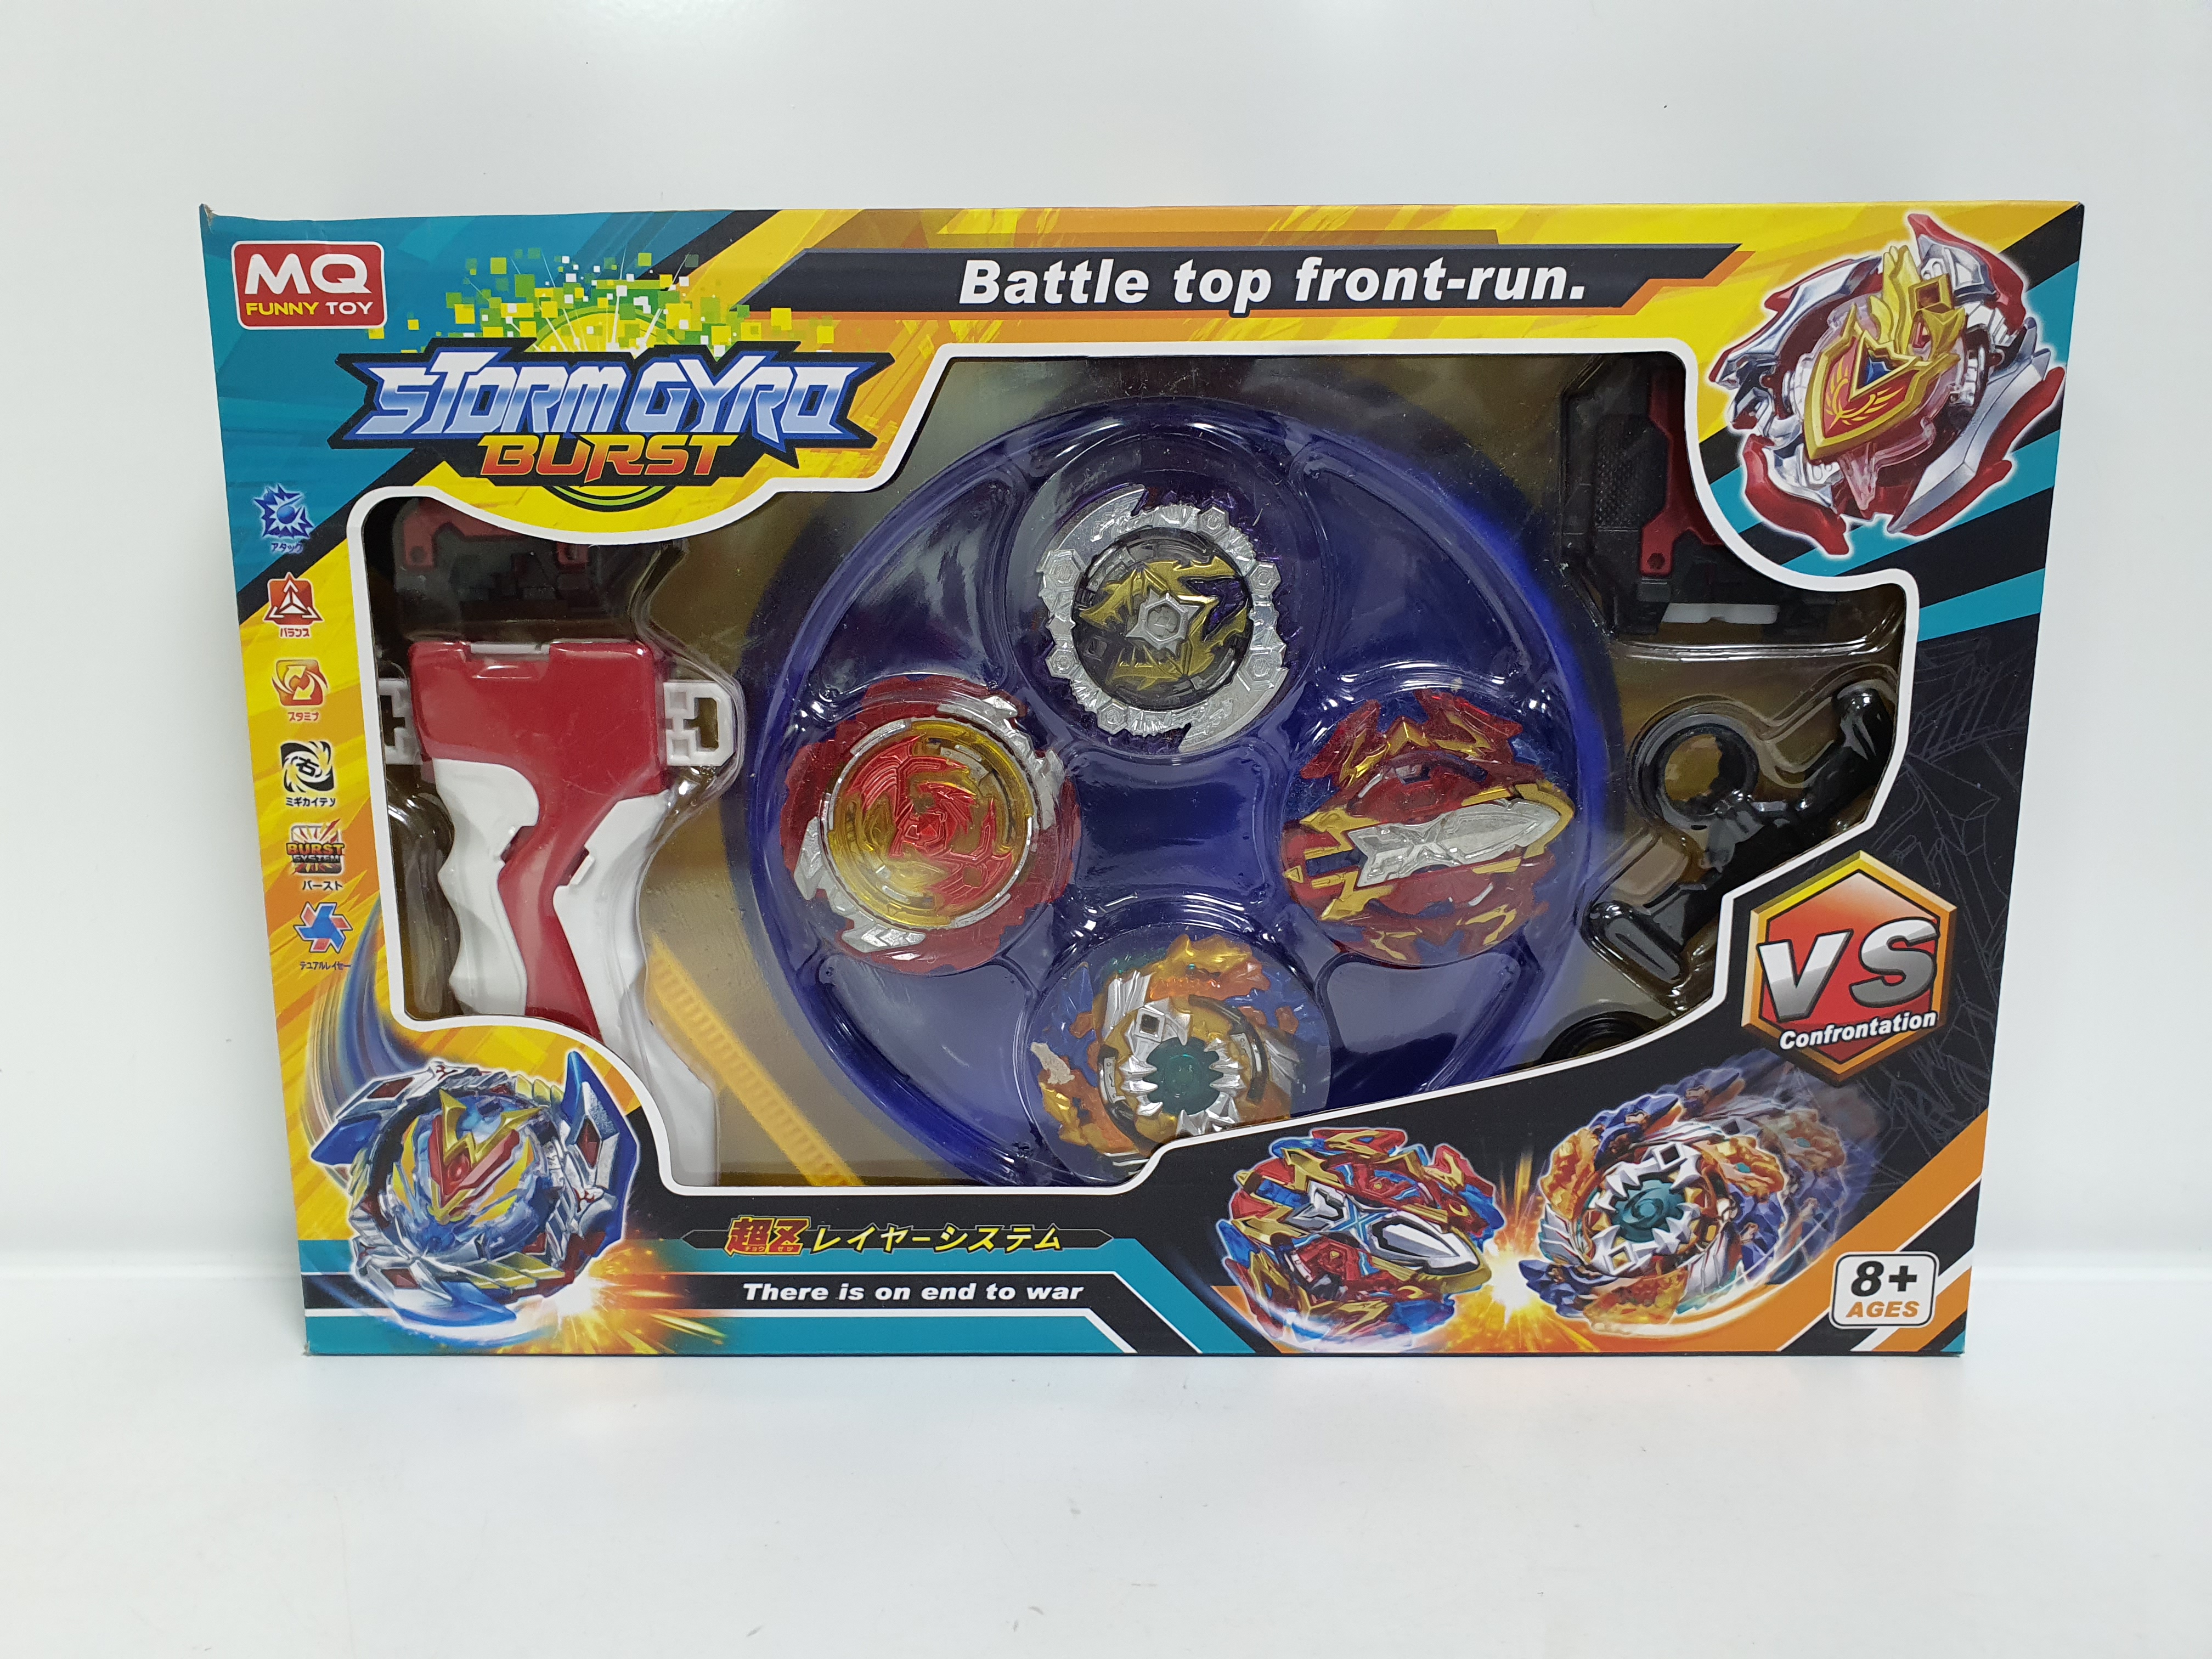 MQ
FUNNY TOY
Battle top front-run.
STORM GYRO
BURST
アタック
バランス
スタミナ
右
ミギカイテン
BURST
SYSTEM
バースト
デュアルレイヤー
VS
Confrontation
超Z レイヤーシステム
There is on end to war
8+
AGES